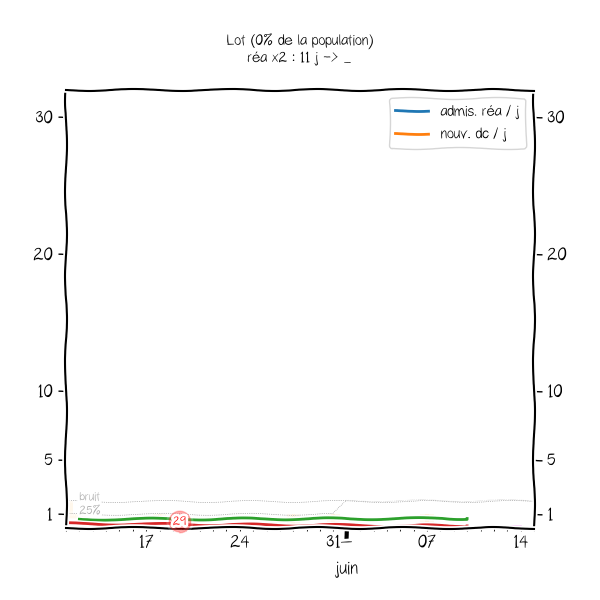 Lot (0% de la population)
réa x2 : 11 j -> _
admis. réa / j
nouv. dc / j
30
30
20
20
10
10
5
5
bruit
25%
1
29
1
17
24
31
07
14
juin